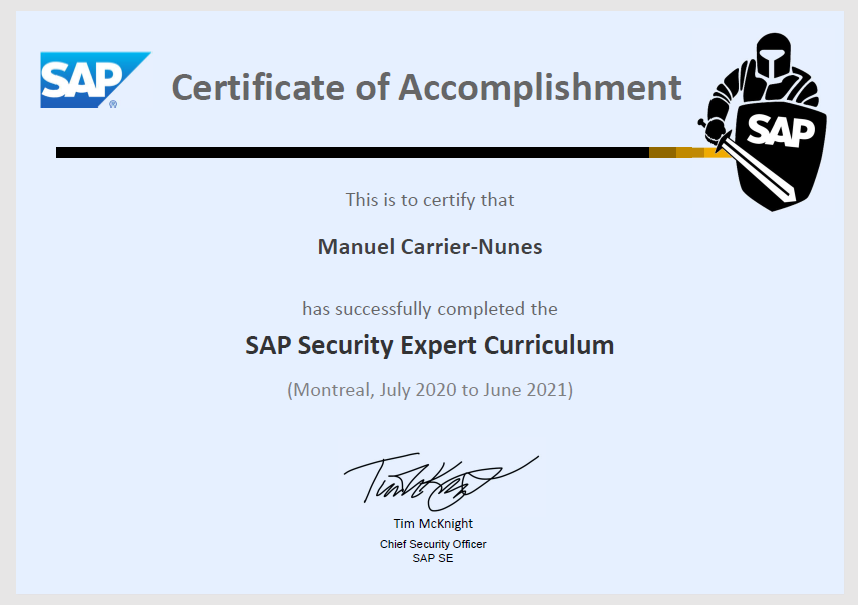 SAP
®
Certificate of Accomplishment
SAP
This is to certify that
Manuel Carrier-Nunes
has successfully completed the
SAP Security Expert Curriculum
(Montreal, July 2020 to June 2021)
Tim McKnight
Tim McKnight
Chief Security Officer
SAP SE